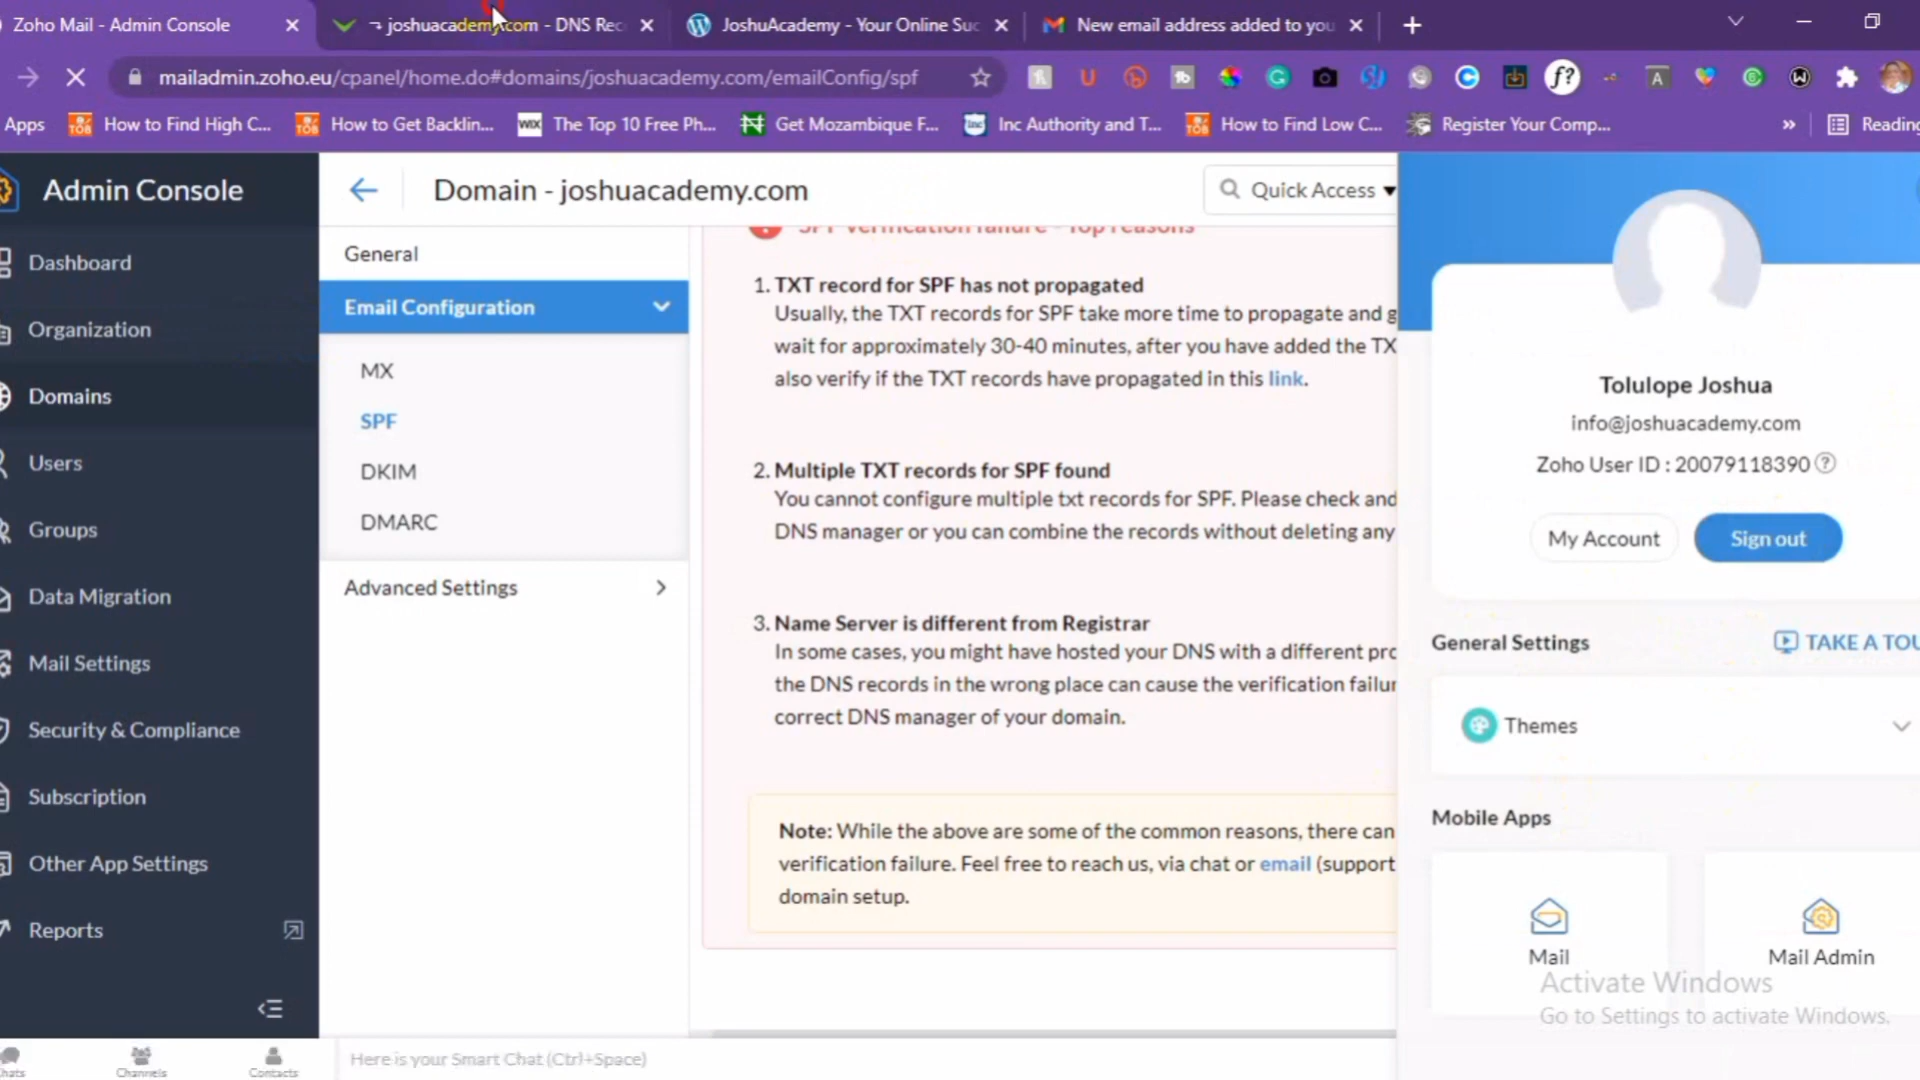 Zoho Mail - Admin Console
joshuacademy.com - DNS Rec
JoshuAcademy - Your Online Suc
New email address added to you
mailadmin.zoho.eu/cpanel/home.do#domains/joshuacademy.com/emailConfig/spf
Apps
How to Find High C...
How to Get Backlin...
The Top 10 Free Ph...
Get Mozambique F...
Inc Authority and T...
How to Find Low C...
Register Your Comp...
Reading
Admin Console
Domain - joshuacademy.com
Quick Access
Dashboard
Organization
Domains
Users
Groups
Data Migration
Mail Settings
Security & Compliance
Subscription
Other App Settings
Reports
General
Email Configuration
MX
SPF
DKIM
DMARC
Advanced Settings
SPF Verification failure - Top reasons
1. TXT record for SPF has not propagated
Usually, the TXT records for SPF take more time to propagate and g
wait for approximately 30-40 minutes, after you have added the TX
also verify if the TXT records have propagated in this link.
2. Multiple TXT records for SPF found
You cannot configure multiple txt records for SPF. Please check and
DNS manager or you can combine the records without deleting any
3. Name Server is different from Registrar
In some cases, you might have hosted your DNS with a different pro
the DNS records in the wrong place can cause the verification failur
correct DNS manager of your domain.
Note: While the above are some of the common reasons, there can
verification failure. Feel free to reach us, via chat or email (support
domain setup.
Tolulope Joshua
info@joshuacademy.com
Zoho User ID : 20079118390
My Account
Sign out
General Settings
TAKE A TOU
Themes
Mobile Apps
Mail
Mail Admin
Activate Windows
Go to Settings to activate Windows.
hats
Channels
Contacts
Here is your Smart Chat (Ctrl+Space)